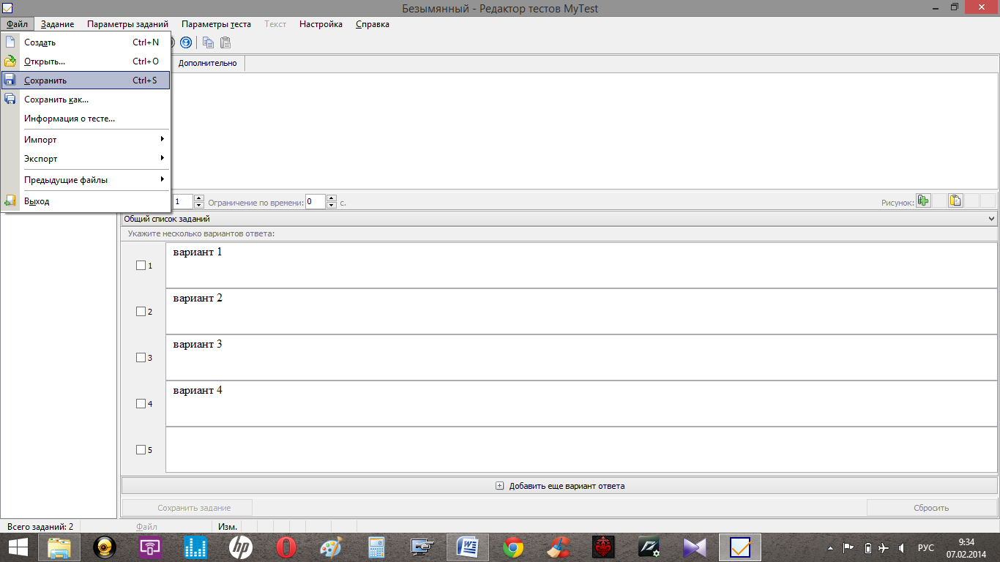 Безымянный - Редактор тестов MyTest
Файл Задание Параметры заданий Параметры теста Текст Настройка Справка
Создать Ctrl+N
Открыть... Ctrl+O
Сохранить Ctrl+S
Сохранить как...
Информация о тесте...
Импорт
Экспорт
Предыдущие файлы
Выход
Дополнительно
1 Ограничение по времени: 0 с. Рисунок:
Общий список заданий
Укажите несколько вариантов ответа:
1 вариант 1
2 вариант 2
3 вариант 3
4 вариант 4
5
Добавить еще вариант ответа
Сохранить задание Сбросить
Всего заданий: 2 Файл Изм.
hp
РУС
9:34
07.02.2014